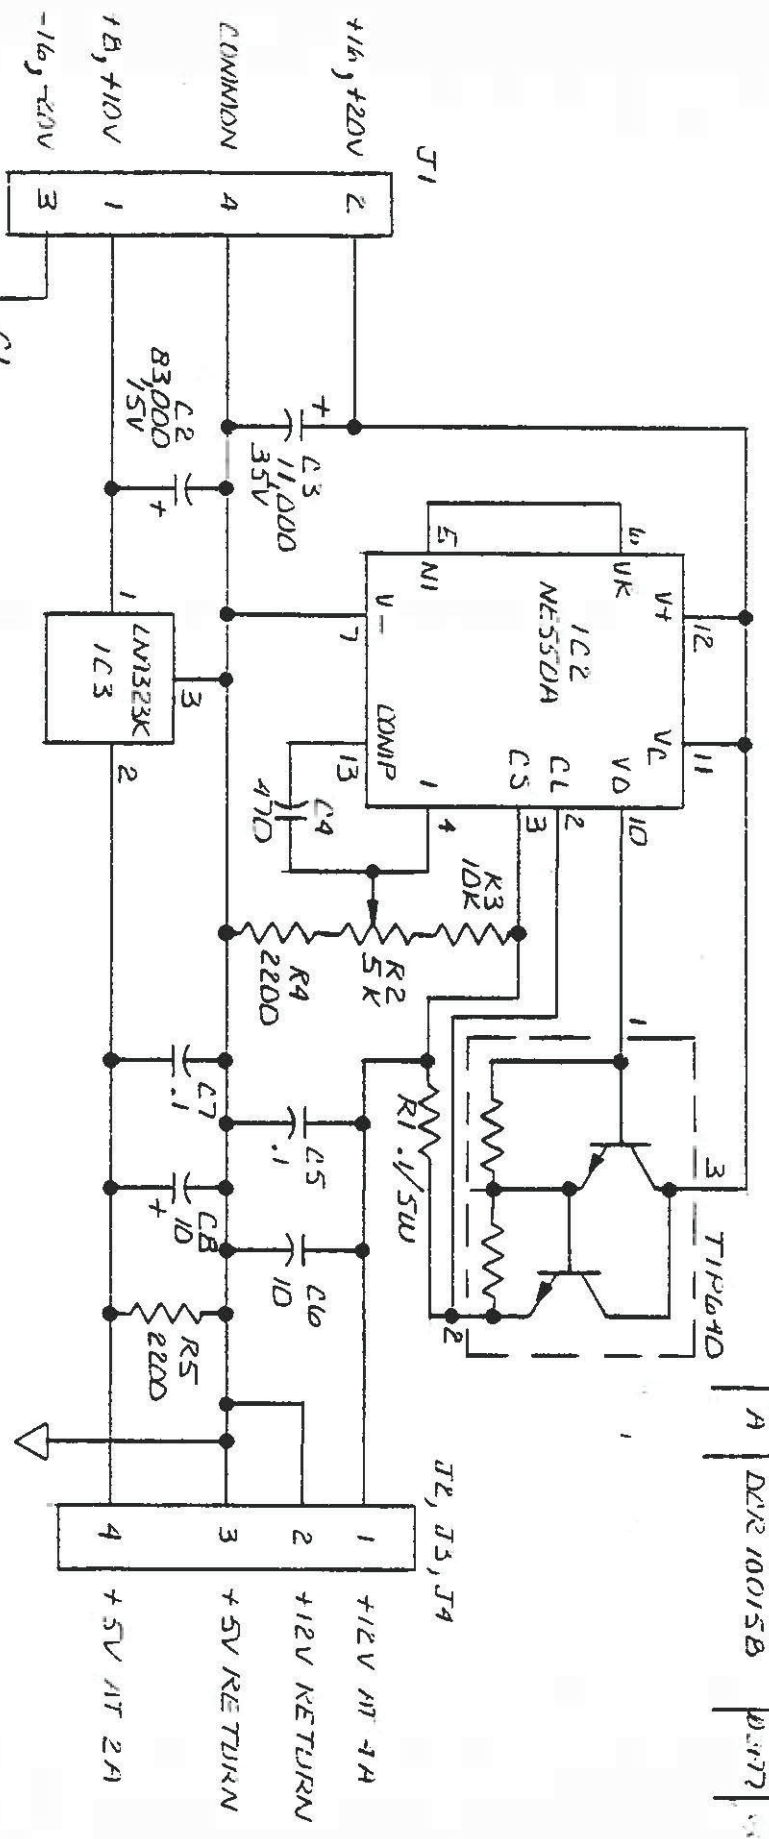 A
DCR 100158
J1
+16, +20V
COMMON
+8, +10V
-16, -20V
2
4
1
3
+
C3
11,000
35V
C2
83,000
15V
+
5
NI
6
VK
V+
12
IC2
NE550A
V-
7
COMP
13
I
4
CS
3
CL
2
VO
10
VC
11
1
LM323K
IC3
3
2
C4
470
R3
10K
R2
5K
R4
2200
1
3
TIP640
2
R1 .1/5W
C7
.1
C5
.1
C8
10
+
C6
10
R5
2200
J2, J3, J4
1
2
3
4
+12V AT 4A
+12V RETURN
+5V RETURN
+5V AT 2A
C1